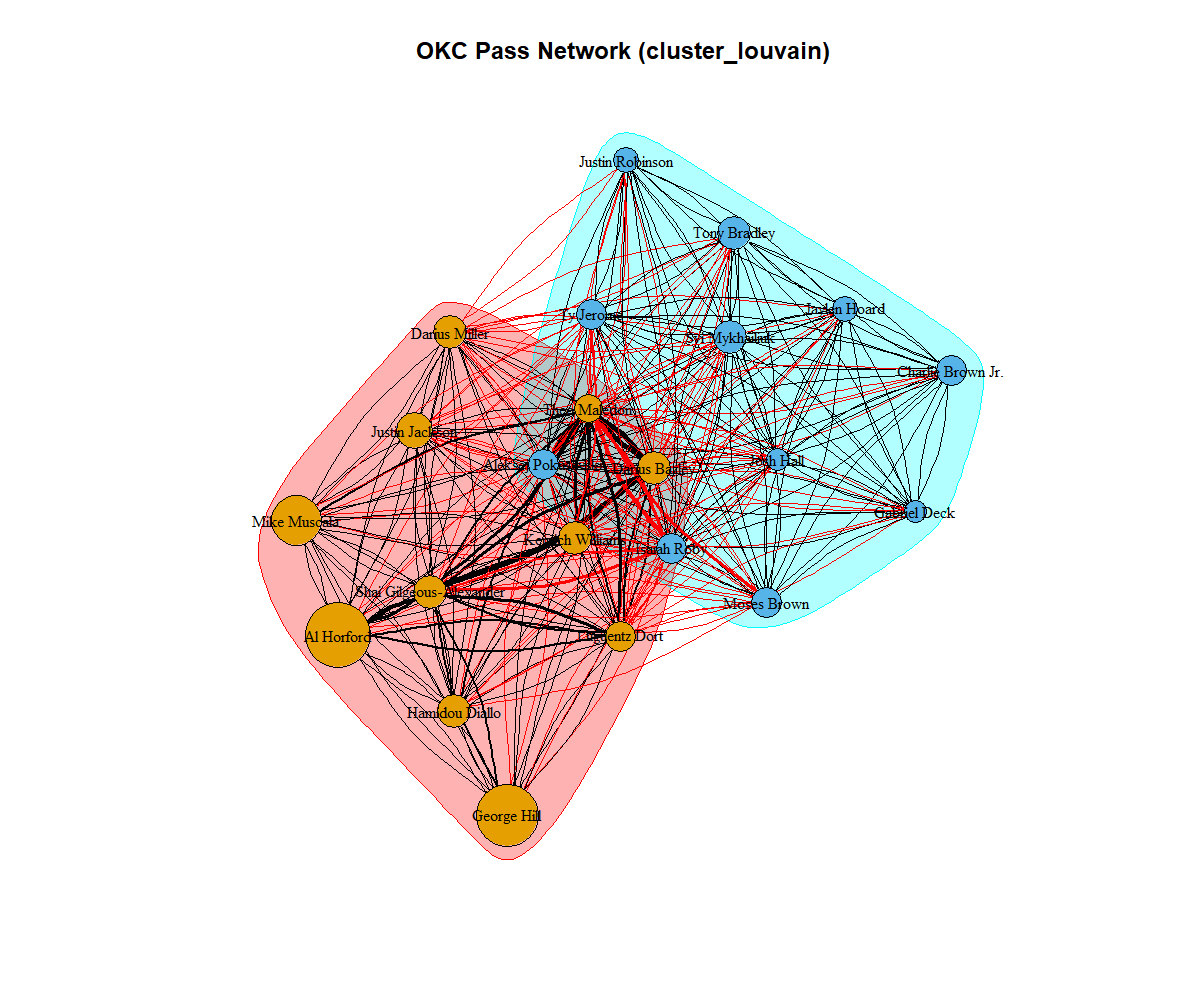 OKC Pass Network (cluster_louvain)
Justin Robinson
Tony Bradley
Jaylen Hoard
Ty Jerome
Darius Miller
Svi Mykhailiuk
Charlie Brown Jr.
Theo Maledon
Justin Jackson
Josh Hall
Aleksej
Darius Bazley
Gabriel Deck
Mike Muscala
Kenrich Williams
Isaiah Roby
Shai Gilgeous-Alexander
Moses Brown
Al Horford
Luguentz Dort
Hamidou Diallo
George Hill